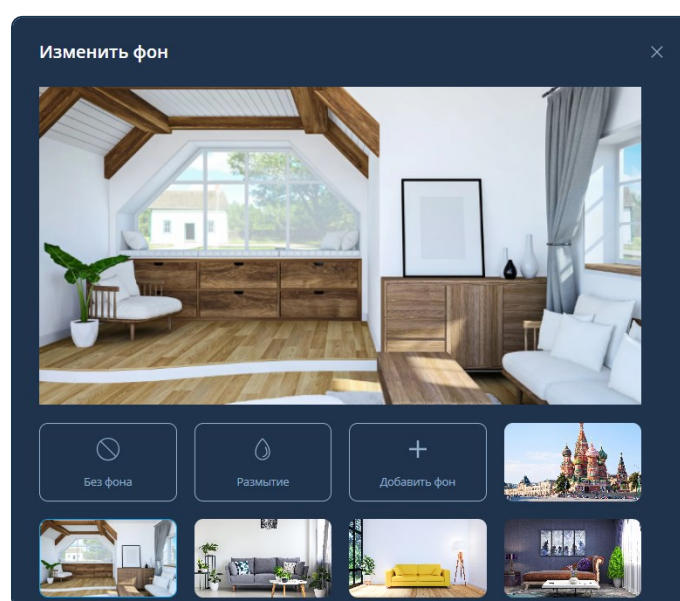 Изменить фон
Без фона
Размытие
Добавить фон